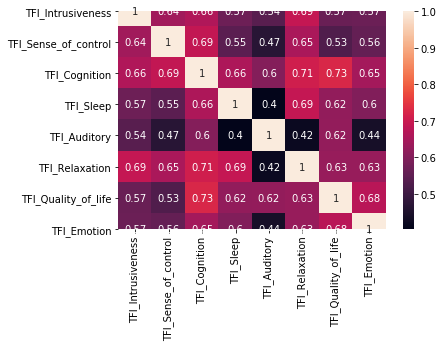 TFI_Intrusiveness 1 0.64 0.66 0.57 0.54 0.69 0.57 0.57
TFI_Sense_of_control 0.64 1 0.69 0.55 0.47 0.65 0.53 0.56
TFI_Cognition 0.66 0.69 1 0.66 0.6 0.71 0.73 0.65
TFI_Sleep 0.57 0.55 0.66 1 0.4 0.69 0.62 0.6
TFI_Auditory 0.54 0.47 0.6 0.4 1 0.42 0.62 0.44
TFI_Relaxation 0.69 0.65 0.71 0.69 0.42 1 0.63 0.63
TFI_Quality_of_life 0.57 0.53 0.73 0.62 0.62 0.63 1 0.68
TFI_Emotion 0.57 0.56 0.65 0.6 0.44 0.63 0.68 1
TFI_Intrusiveness
TFI_Sense_of_control
TFI_Cognition
TFI_Sleep
TFI_Auditory
TFI_Relaxation
TFI_Quality_of_life
TFI_Emotion
1.0
0.9
0.8
0.7
0.6
0.5